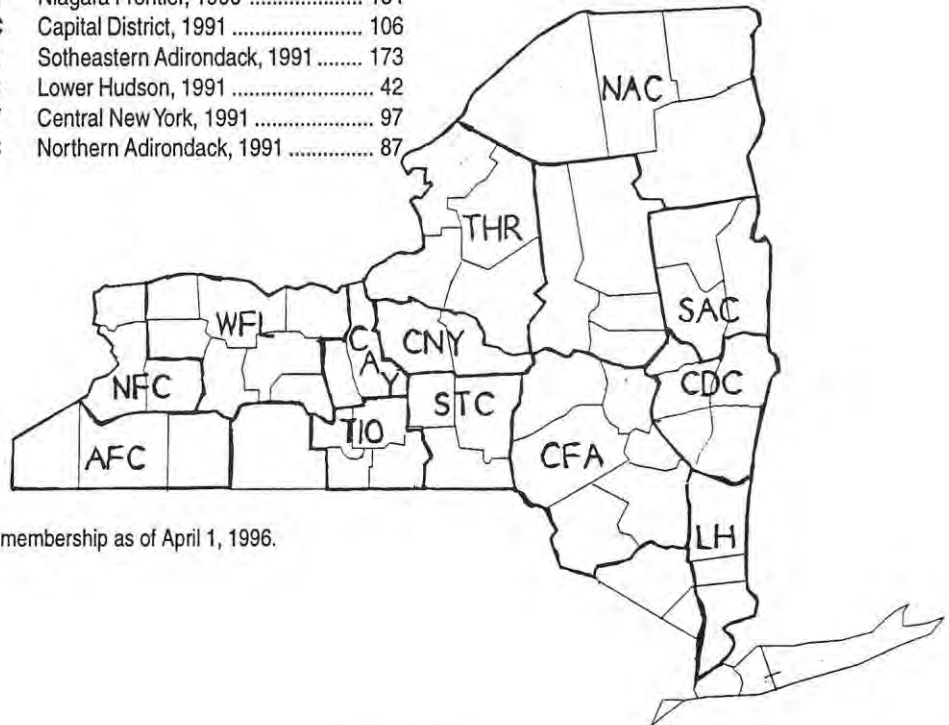 Niagara Frontier, 1990
C Capital District, 1991 ............................ 106
Sotheastern Adirondack, 1991 ........ 173
Lower Hudson, 1991 ............................ 42
Central New York, 1991 ...................... 97
Northern Adirondack, 1991 ............... 87
NAC
THR
SAC
WFL
CAY
CNY
CDC
NFC
STC
TIO
AFC
CFA
LH
membership as of April 1, 1996.